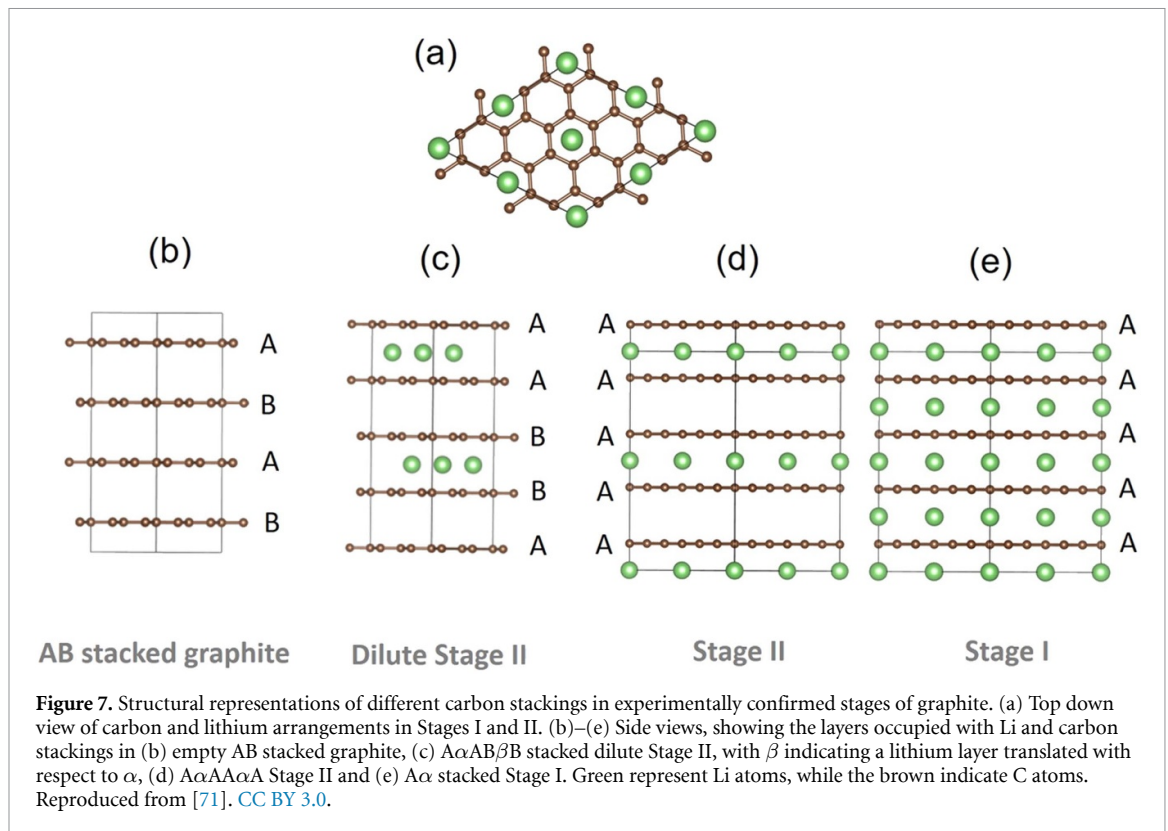 (a)
(b)
(c)
(d)
(e)
A
B
A
B
A
A
B
B
A
A
A
A
A
A
A
A
A
A
A
AB stacked graphite
Dilute Stage II
Stage II
Stage I
Figure 7. Structural representations of different carbon stackings in experimentally confirmed stages of graphite. (a) Top down
view of carbon and lithium arrangements in Stages I and II. (b)–(e) Side views, showing the layers occupied with Li and carbon
stackings in (b) empty AB stacked graphite, (c) AαABβB stacked dilute Stage II, with β indicating a lithium layer translated with
respect to α, (d) AαAAαA Stage II and (e) Aα stacked Stage I. Green represent Li atoms, while the brown indicate C atoms.
Reproduced from [71]. CC BY 3.0.